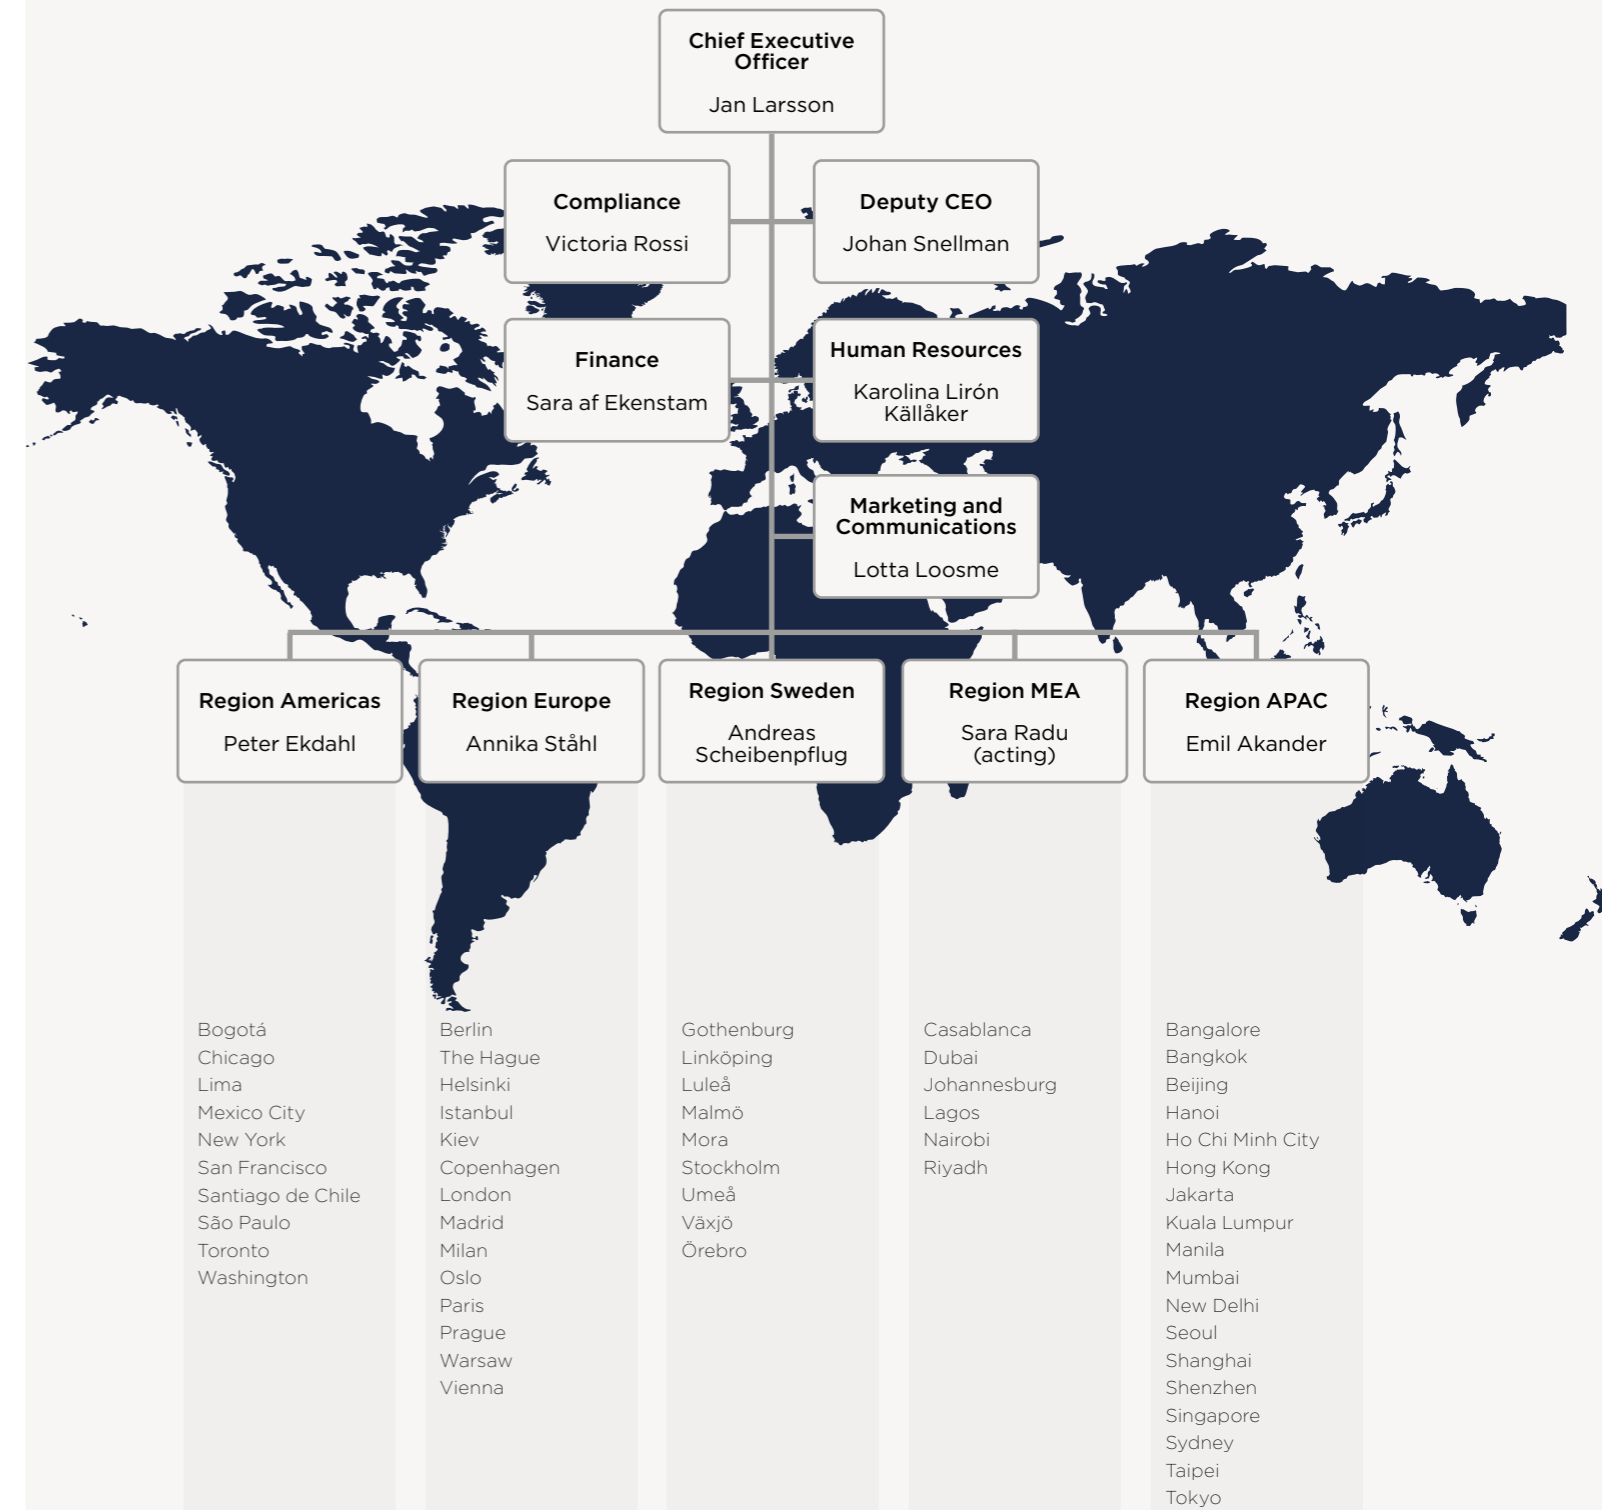 Chief Executive
Officer
Jan Larsson
Compliance
Victoria Rossi
Deputy CEO
Johan Snellman
Finance
Sara af Ekenstam
Human Resources
Karolina Lirón
Källåker
Marketing and
Communications
Lotta Loosme
Region Americas
Peter Ekdahl
Region Europe
Annika Ståhl
Region Sweden
Andreas
Scheibenpflug
Region MEA
Sara Radu
(acting)
Region APAC
Emil Akander
Bogotá
Chicago
Lima
Mexico City
New York
San Francisco
Santiago de Chile
São Paulo
Toronto
Washington
Berlin
The Hague
Helsinki
Istanbul
Kiev
Copenhagen
London
Madrid
Milan
Oslo
Paris
Prague
Warsaw
Vienna
Gothenburg
Linköping
Luleå
Malmö
Mora
Stockholm
Umeå
Växjö
Örebro
Casablanca
Dubai
Johannesburg
Lagos
Nairobi
Riyadh
Bangalore
Bangkok
Beijing
Hanoi
Ho Chi Minh City
Hong Kong
Jakarta
Kuala Lumpur
Manila
Mumbai
New Delhi
Seoul
Shanghai
Shenzhen
Singapore
Sydney
Taipei
Tokyo